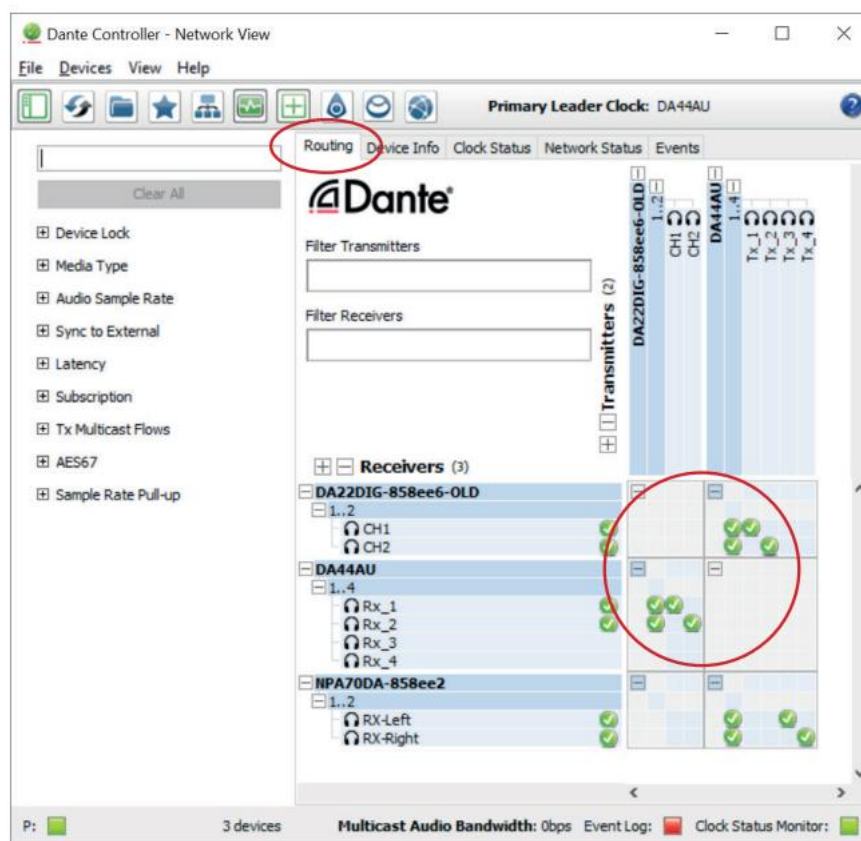 Dante Controller - Network View
File Devices View Help
Primary Leader Clock: DA44AU
Routing Device Info Clock Status Network Status Events
Clear All
Device Lock
Media Type
Audio Sample Rate
Sync to External
Latency
Subscription
Tx Multicast Flows
AES67
Sample Rate Pull-up
Dante®
Filter Transmitters
Filter Receivers
Transmitters (2)
DA22DIG-858ee6-OLD
1..2
CH1
CH2
DA44AU
1..4
Tx_1
Tx_2
Tx_3
Tx_4
Receivers (3)
DA22DIG-858ee6-OLD
1..2
CH1
CH2
DA44AU
1..4
Rx_1
Rx_2
Rx_3
Rx_4
NPA70DA-858ee2
1..2
RX-Left
RX-Right
P: 3 devices Multicast Audio Bandwidth: 0bps Event Log: Clock Status Monitor: